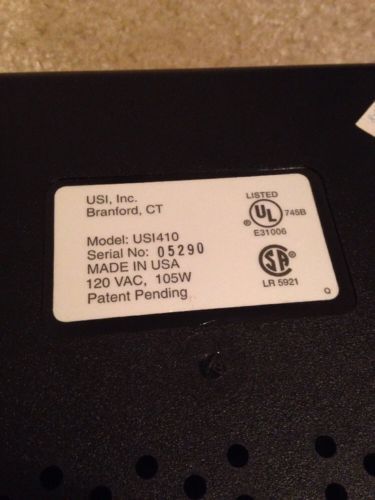 USI, Inc.
Branford, CT
Model: USI410
Serial No: 05290
MADE IN USA
120 VAC, 105W
Patent Pending
LISTED
® UL 745B
E31006
SA
LR 5921
Q